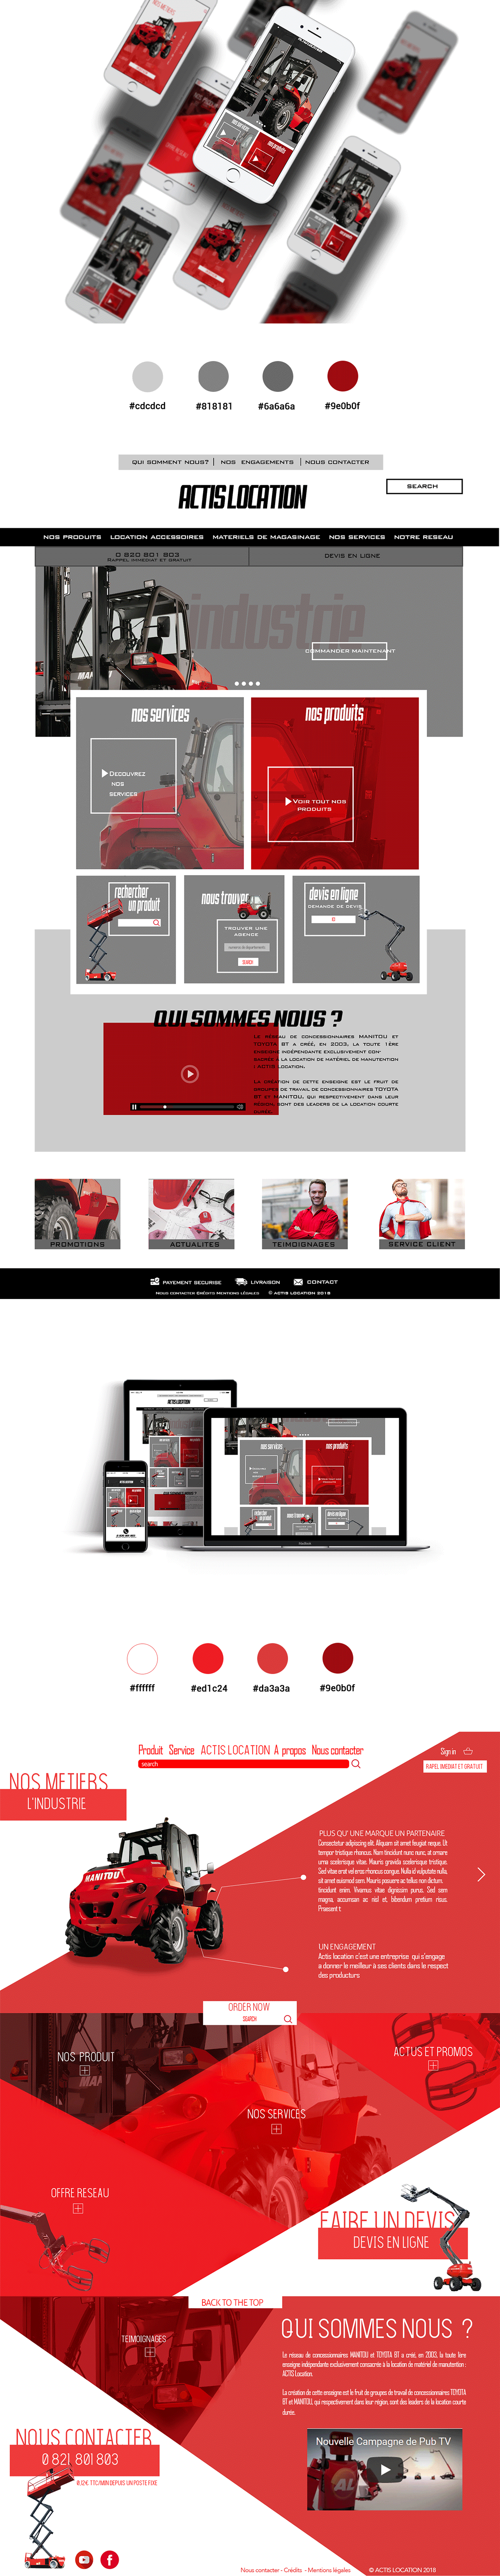 #cdcdcd
#818181
#6a6a6a
#9e0b0f
QUI SOMMENT NOUS? | NOS ENGAGEMENTS | NOUS CONTACTER
ACTIS LOCATION
SEARCH
NOS PRODUITS LOCATION ACCESSOIRES MATERIELS DE MAGASINAGE NOS SERVICES NOTRE RESEAU
0 820 801 803
RAPPEL IMMEDIAT ET GRATUIT
DEVIS EN LIGNE
industrie
COMMANDER MAINTENANT
nos services
nos produits
DECOUVREZ
NOS
SERVICES
VOIR TOUT NOS
PRODUITS
rechercher
un produit
nous trouver
TROUVER UNE
AGENCE
SEARCH
devis en ligne
DEMANDE DE DEVIS
QUI SOMMES NOUS ?
LE RÉSEAU DE CONCESSIONNAIRES MANITOU ET
TOYOTA BT A CRÉÉ, EN 2003, LA TOUTE 1ÈRE
ENSEIGNE INDÉPENDANTE EXCLUSIVEMENT CON-
SACRÉE À LA LOCATION DE MATÉRIEL DE MANUTENTION
: ACTIS LOCATION.
LA CRÉATION DE CETTE ENSEIGNE EST LE FRUIT DE
GROUPES DE TRAVAIL DE CONCESSIONNAIRES TOYOTA
BT ET MANITOU, QUI RESPECTIVEMENT DANS LEUR
RÉGION, SONT DES LEADERS DE LA LOCATION COURTE
DURÉE.
PROMOTIONS
ACTUALITES
TEIMOIGNAGES
SERVICE CLIENT
PAYEMENT SECURISE LIVRAISON CONTACT
NOUS CONTACTER CRÉDITS MENTIONS LÉGALES © ACTIS LOCATION 2018
nos services
nos produits
#ffffff
#ed1c24
#da3a3a
#9e0b0f
Produit Service ACTIS LOCATION A propos Nous contacter
search
Sign in
RAPEL IMEDIAT ET GRATUIT
NOS METIERS
L'INDUSTRIE
MANITOU
PLUS QU' UNE MARQUE UN PARTENAIRE
Consectetur adipiscing elit. Aliquam sit amet feugiat neque. Ut
tempor tristique rhoncus. Nam tincidunt nunc nunc, at ornare
urna scelerisque vitae. Mauris gravida scelerisque tristique.
Sed vitae erat vel eros rhoncus congue. Nulla id vulputate nulla,
sit amet euismod sem. Mauris posuere ac tellus non dictum.
tincidunt enim. Vivamus vitae dignissim purus. Sed sem
magna, accumsan ac nisl et, bibendum pretium risus.
Praesent t
UN ENGAGEMENT
Actis location c'est une entreprise qui s'engage
a donner le meilleur à ses clients dans le respect
des producturs
ORDER NOW
SEARCH
NOS PRODUIT
ACTUS ET PROMOS
NOS SERVICES
OFFRE RESEAU
FAIRE UN DEVIS
DEVIS EN LIGNE
BACK TO THE TOP
TEIMOIGNAGES
QUI SOMMES NOUS ?
Le réseau de concessionnaires MANITOU et TOYOTA BT a créé, en 2003, la toute 1ère
enseigne indépendante exclusivement consacrée à la location de matériel de manutention :
ACTIS Location.
La création de cette enseigne est le fruit de groupes de travail de concessionnaires TOYOTA
BT et MANITOU, qui respectivement dans leur région, sont des leaders de la location courte
durée.
Nouvelle Campagne de Pub TV
AL
NOUS CONTACTER
0 821 801 803
0,12€ TTC/MIN DEPUIS UN POSTE FIXE
Nous contacter - Crédits - Mentions légales © ACTIS LOCATION 2018